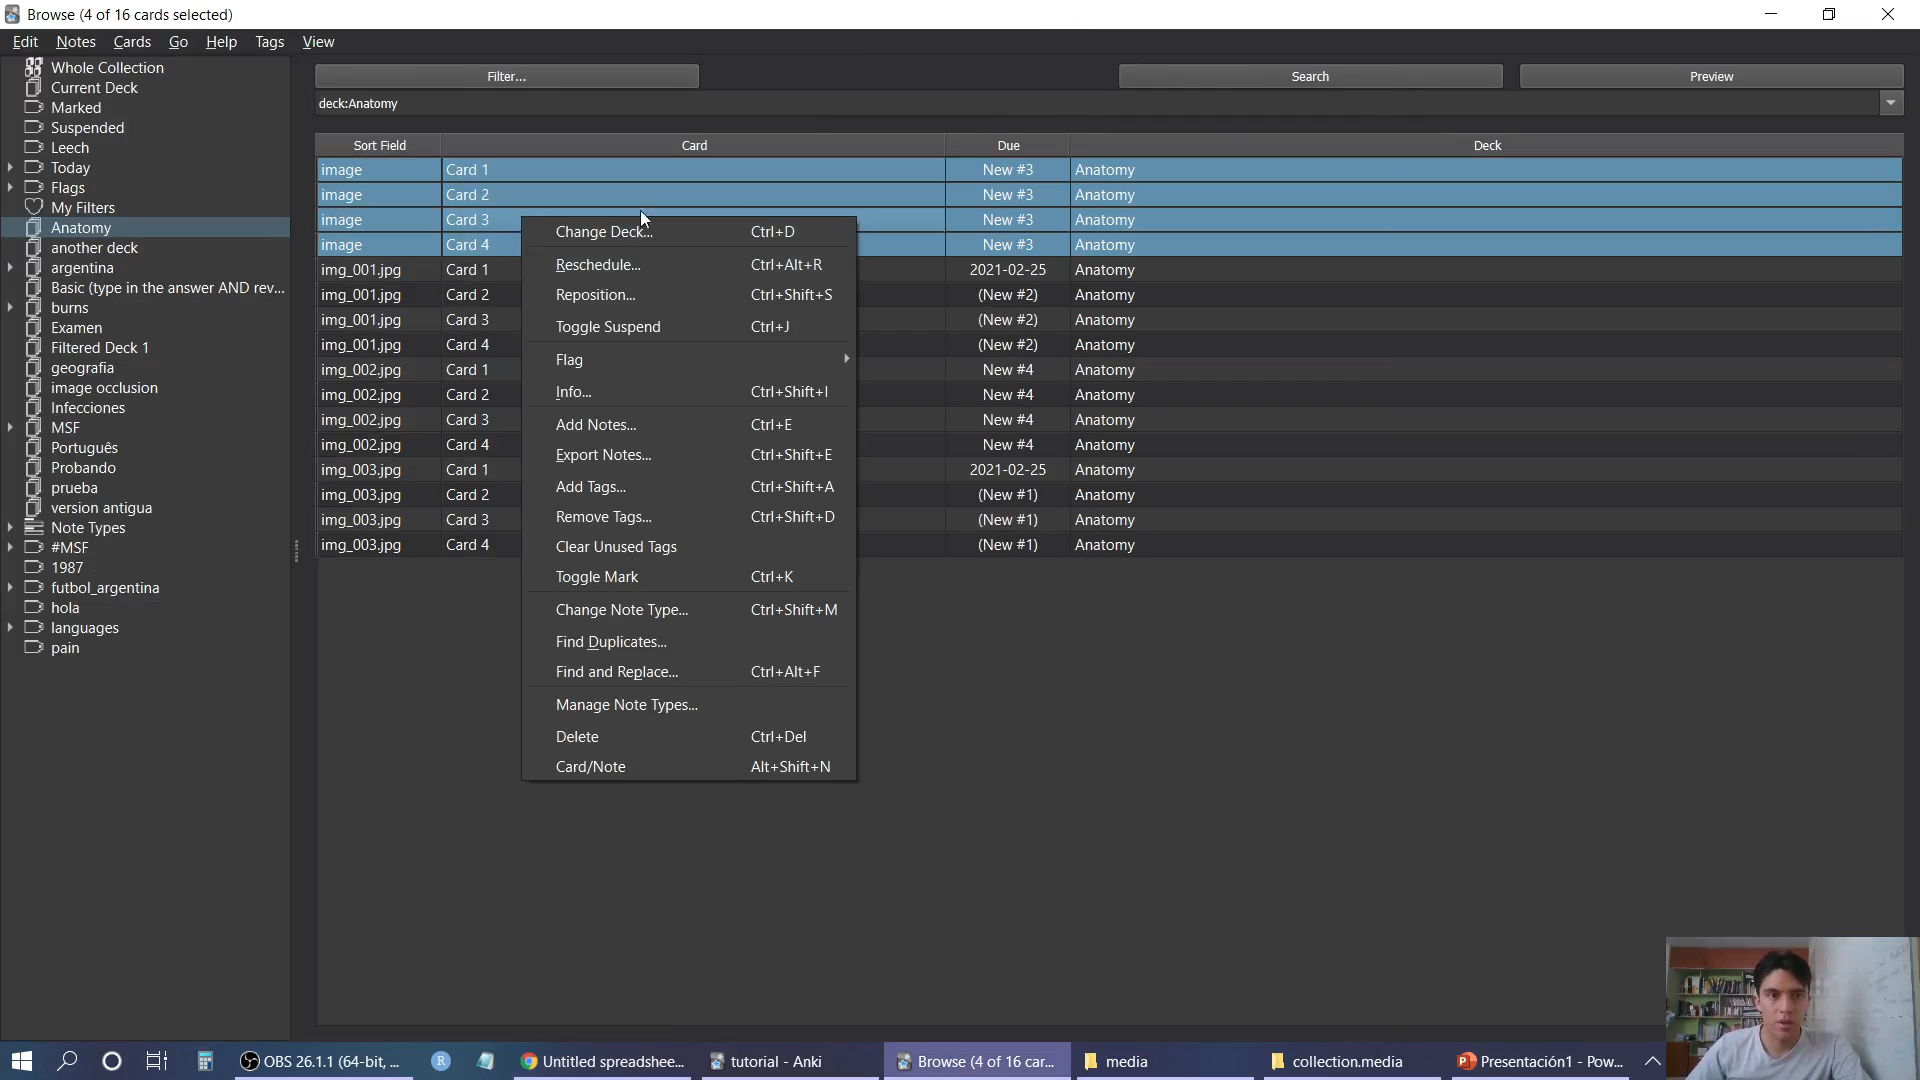 Browse (4 of 16 cards selected)
Edit Notes Cards Go Help Tags View
Whole Collection
Current Deck
Marked
Suspended
Leech
Today
Flags
My Filters
Anatomy
another deck
argentina
Basic (type in the answer AND rev...
burns
Examen
Filtered Deck 1
geografia
image occlusion
Infecciones
MSF
Português
Probando
prueba
version antigua
Note Types
#MSF
1987
futbol_argentina
hola
languages
pain
Filter... Search Preview
deck:Anatomy
Sort Field Card Due Deck
image Card 1 New #3 Anatomy
image Card 2 New #3 Anatomy
image Card 3 New #3 Anatomy
image Card 4 New #3 Anatomy
img_001.jpg Card 1 2021-02-25 Anatomy
img_001.jpg Card 2 (New #2) Anatomy
img_001.jpg Card 3 (New #2) Anatomy
img_001.jpg Card 4 (New #2) Anatomy
img_002.jpg Card 1 New #4 Anatomy
img_002.jpg Card 2 New #4 Anatomy
img_002.jpg Card 3 New #4 Anatomy
img_002.jpg Card 4 New #4 Anatomy
img_003.jpg Card 1 2021-02-25 Anatomy
img_003.jpg Card 2 (New #1) Anatomy
img_003.jpg Card 3 (New #1) Anatomy
img_003.jpg Card 4 (New #1) Anatomy
Change Deck... Ctrl+D
Reschedule... Ctrl+Alt+R
Reposition... Ctrl+Shift+S
Toggle Suspend Ctrl+J
Flag
Info... Ctrl+Shift+I
Add Notes... Ctrl+E
Export Notes... Ctrl+Shift+E
Add Tags... Ctrl+Shift+A
Remove Tags... Ctrl+Shift+D
Clear Unused Tags
Toggle Mark Ctrl+K
Change Note Type... Ctrl+Shift+M
Find Duplicates...
Find and Replace... Ctrl+Alt+F
Manage Note Types...
Delete Ctrl+Del
Card/Note Alt+Shift+N
OBS 26.1.1 (64-bit, ... R Untitled spreadshee... tutorial - Anki Browse (4 of 16 car... media collection.media Presentación1 - Pow...